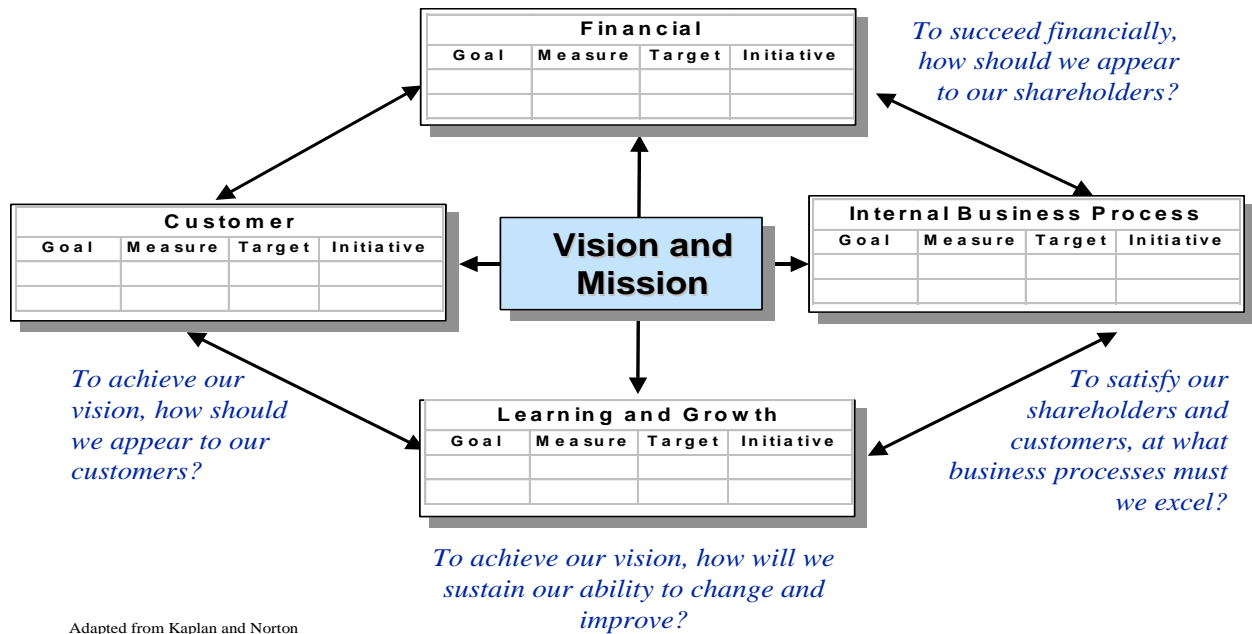 Financial
Goal Measure Target Initiative
To succeed financially,
how should we appear
to our shareholders?
Customer
Goal Measure Target Initiative
Vision and
Mission
Internal Business Process
Goal Measure Target Initiative
To achieve our
vision, how should
we appear to our
customers?
Learning and Growth
Goal Measure Target Initiative
To satisfy our
shareholders and
customers, at what
business processes must
we excel?
To achieve our vision, how will we
sustain our ability to change and
improve?
Adapted from Kaplan and Norton